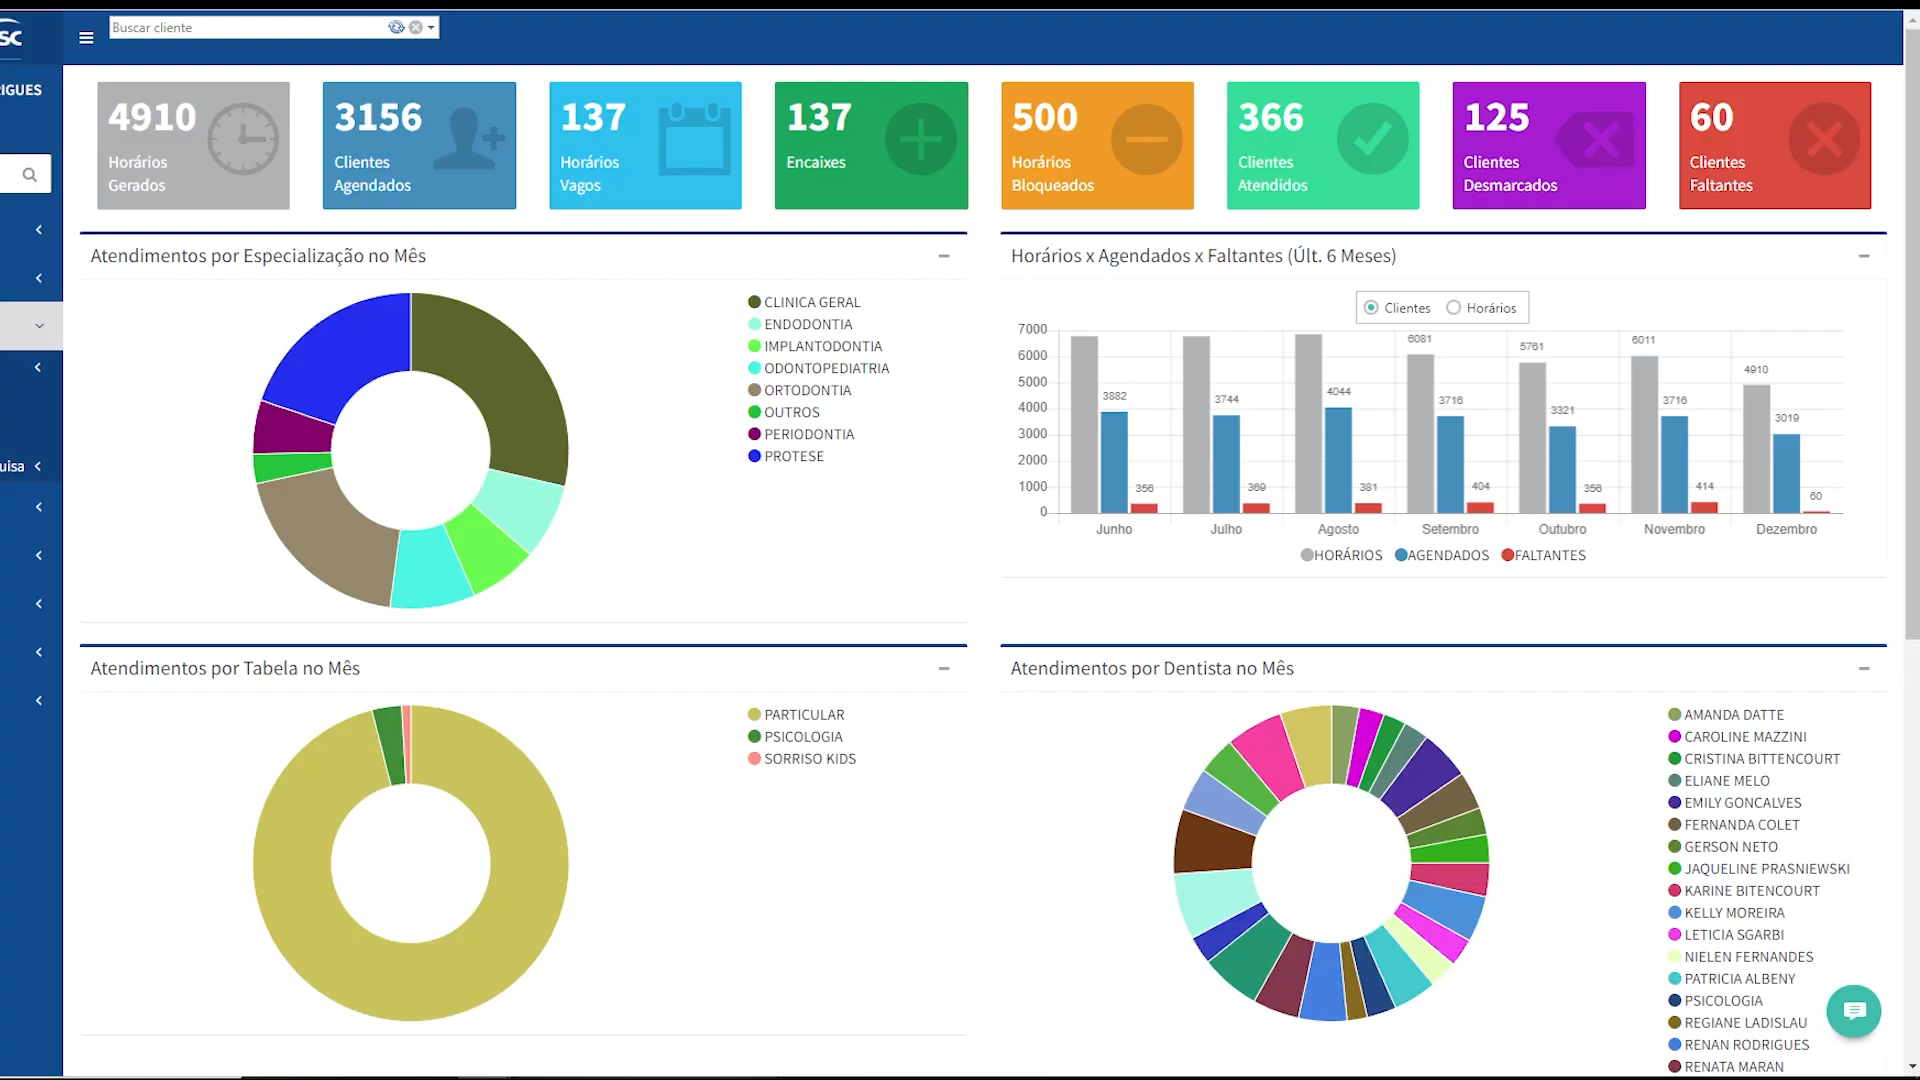 SC
Buscar cliente
IGUES
4910
Horários
Gerados
3156
Clientes
Agendados
137
Horários
Vagos
137
Encaixes
500
Horários
Bloqueados
366
Clientes
Atendidos
125
Clientes
Desmarcados
60
Clientes
Faltantes
uisa
Atendimentos por Especialização no Mês
CLINICA GERAL
ENDODONTIA
IMPLANTODONTIA
ODONTOPEDIATRIA
ORTODONTIA
OUTROS
PERIODONTIA
PROTESE
Horários x Agendados x Faltantes (Últ. 6 Meses)
Clientes Horários
7000
6000
5000
4000
3000
2000
1000
0
6081
5761
6011
4910
3882
3744
4044
3716
3321
3716
3019
356
369
381
404
356
414
60
Junho Julho Agosto Setembro Outubro Novembro Dezembro
HORÁRIOS AGENDADOS FALTANTES
Atendimentos por Tabela no Mês
PARTICULAR
PSICOLOGIA
SORRISO KIDS
Atendimentos por Dentista no Mês
AMANDA DATTE
CAROLINE MAZZINI
CRISTINA BITTENCOURT
ELIANE MELO
EMILY GONCALVES
FERNANDA COLET
GERSON NETO
JAQUELINE PRASNIEWSKI
KARINE BITENCOURT
KELLY MOREIRA
LETICIA SGARBI
NIELEN FERNANDES
PATRICIA ALBENY
PSICOLOGIA
REGIANE LADISLAU
RENAN RODRIGUES
RENATA MARAN